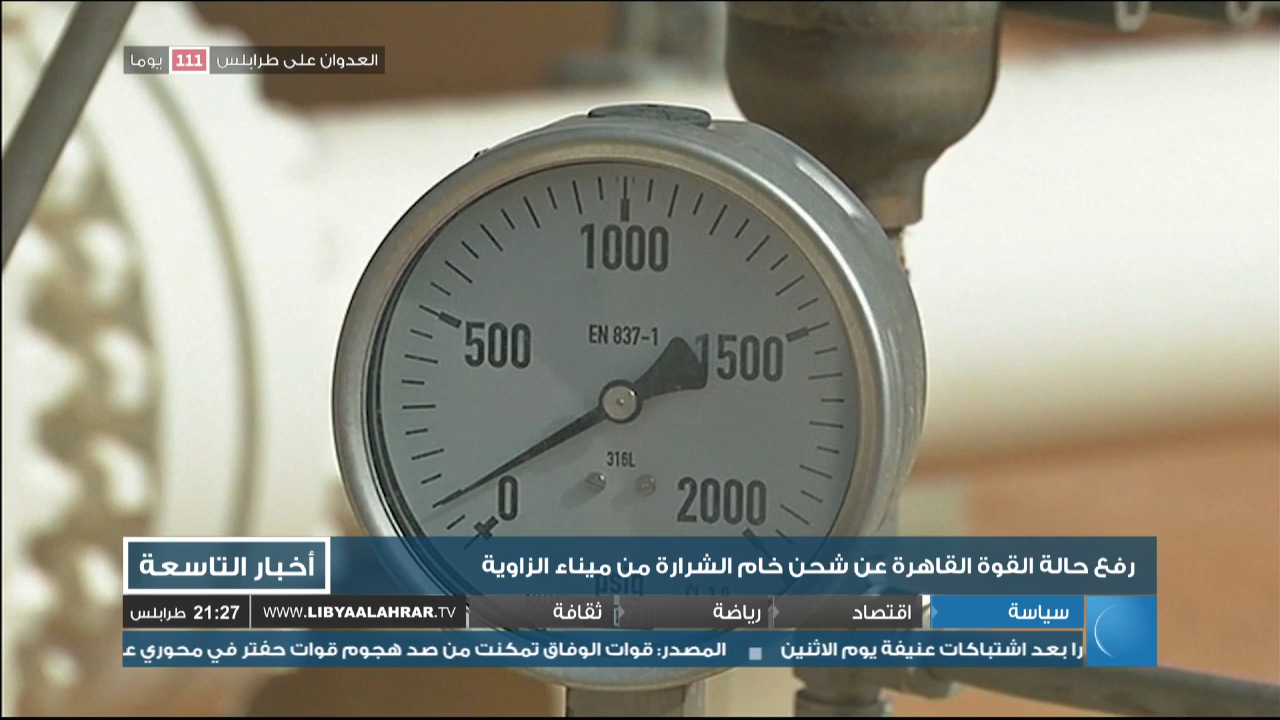 العدوان على طرابلس 111 يوما
1000
500
EN 837-1
1500
316L
0
2000
psig
رفع حالة القوة القاهرة عن شحن خام الشرارة من ميناء الزاوية
أخبار التاسعة
سياسة اقتصاد رياضة ثقافة WWW.LIBYAALAHRAR.TV 21:27 طرابلس
را بعد اشتباكات عنيفة يوم الاثنين ■ المصدر: قوات الوفاق تمكنت من صد هجوم قوات حفتر في محوري عـ